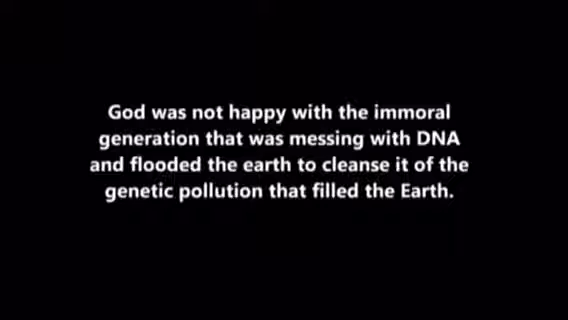 God was not happy with the immoral
generation that was messing with DNA
and flooded the earth to cleanse it of the
genetic pollution that filled the Earth.